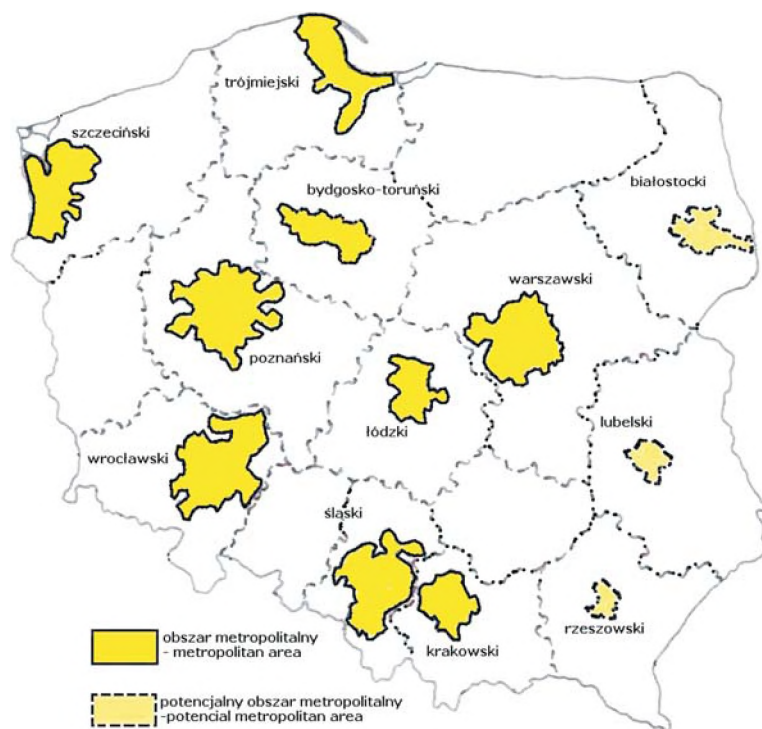 trójmiejski
szczeciński
białostocki
bydgosko-toruński
warszawski
poznański
łódzki
lubelski
wrocławski
śląski
rzeszowski
krakowski
obszar metropolitalny
- metropolitan area
potencjalny obszar metropolitalny
-potencial metropolitan area